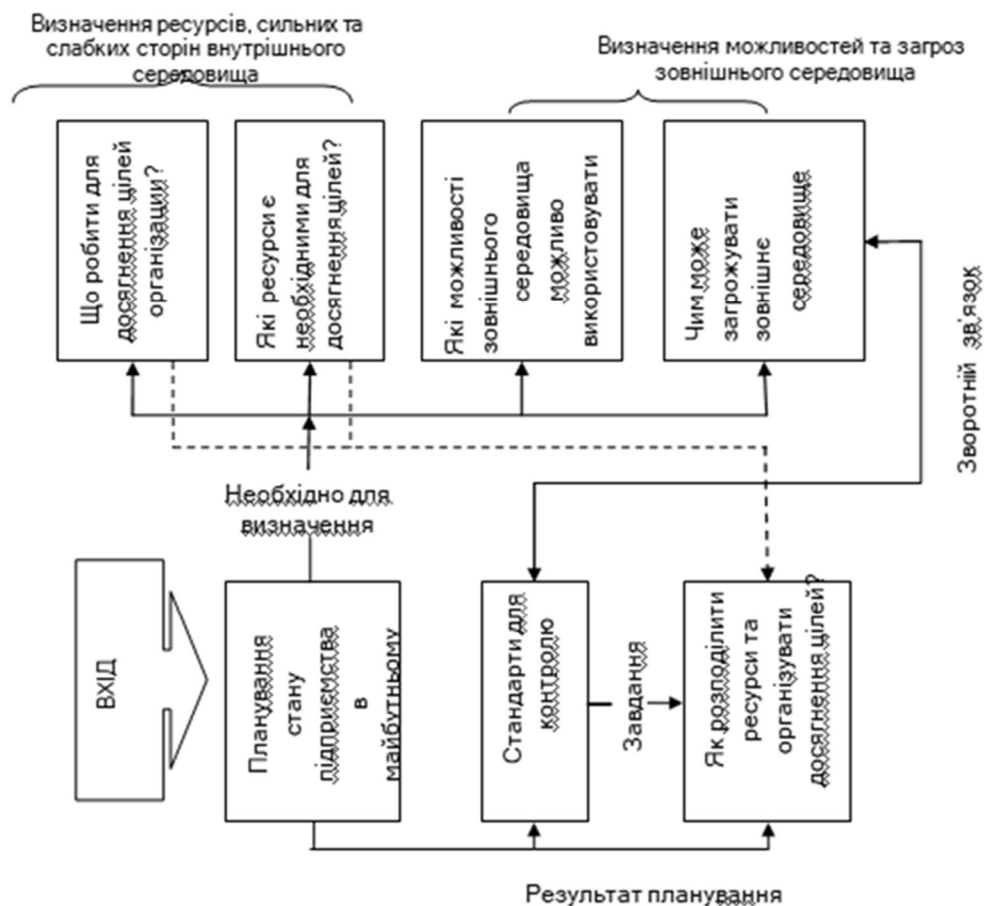 Визначення ресурсів, сильних та
слабких сторін внутрішнього
середовища
Визначення можливостей та загроз
зовнішнього середовища
Що робити для
досягнення цілей
організации?
Які ресурси є
необхідними для
досягнення цілей?
Які можливості
зовнішнього
середовища
можливо
використовувати
Чим може
загрожувати
зовнішнє
середовище
Зворотній зв'язок
Необхідно для
визначення
ВХІД
Планування
стану
підприємства
в
майбутньому
Стандарти для
контролю
Завдання
Як розподілити
ресурси та
організувати
досягнення цілей?
Результат планування